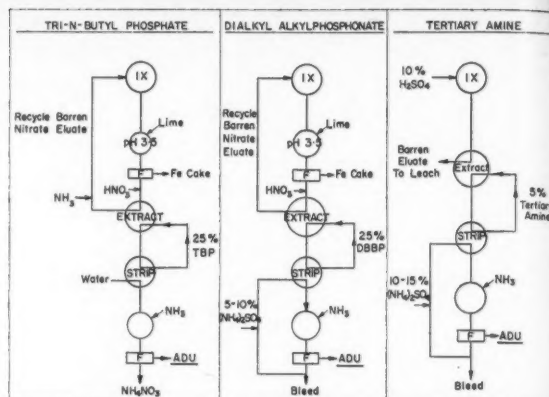 TRI-N-BUTYL PHOSPHATE
IX
Recycle Barren
Nitrate Eluate
Lime
pH 3·5
F
Fe Cake
HNO3
NH3
EXTRACT
25%
TBP
STRIP
Water
NH3
F
ADU
NH4NO3
DIALKYL ALKYLPHOSPHONATE
IX
Recycle
Barren
Nitrate
Eluate
Lime
pH 3·5
F
Fe Cake
HNO3
EXTRACT
25%
DBBP
STRIP
5-10%
(NH4)2SO4
NH3
F
ADU
Bleed
TERTIARY AMINE
10%
H2SO4
IX
Barren
Eluate
To Leach
Extract
5%
Tertiary
Amine
STRIP
10-15%
(NH4)2SO4
NH3
F
ADU
Bleed